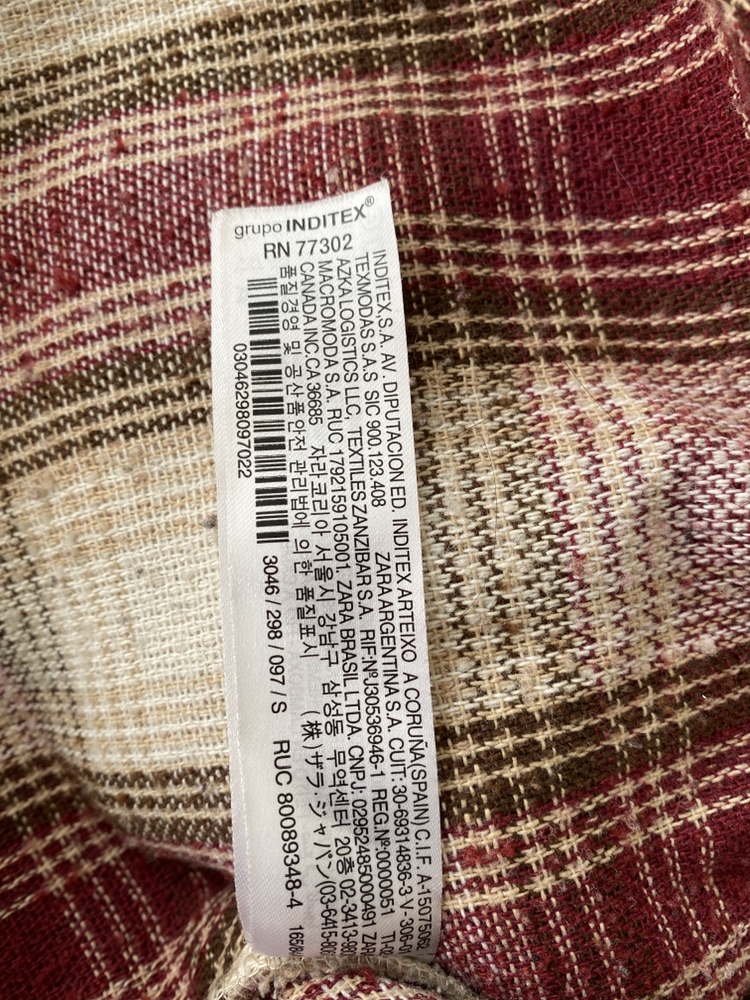 grupo INDITEX®
RN 77302
INDITEX,S.A. AV. DIPUTACION ED. INDITEX ARTEIXO A CORUÑA(SPAIN) C.I.F. A-15075062
TEXMODAS S.A.S SIC 900.123.408 ZARA ARGENTINA S.A. CUIT: 30-69314836-3 V-306-01
AZKA LOGISTICS LLC, TEXTILES ZANZIBAR S.A. RIF:NºJ30536946-1 REG.Nº:0000051
MACROMODA S.A. RUC 1792159105001. ZARA BRASIL LTDA. CNPJ: 02952485000491
CANADA, INC.CA 36685 자라코리아 서울시 강남구 삼성동 무역센터 20층 02-3413-98
품질경영 및 공산품안전 관리법에 의한 품질표시 (株)ザラ・ジャパン(03-6415-80
03046298097022
3046 / 298 / 097 / S RUC 80089348-4